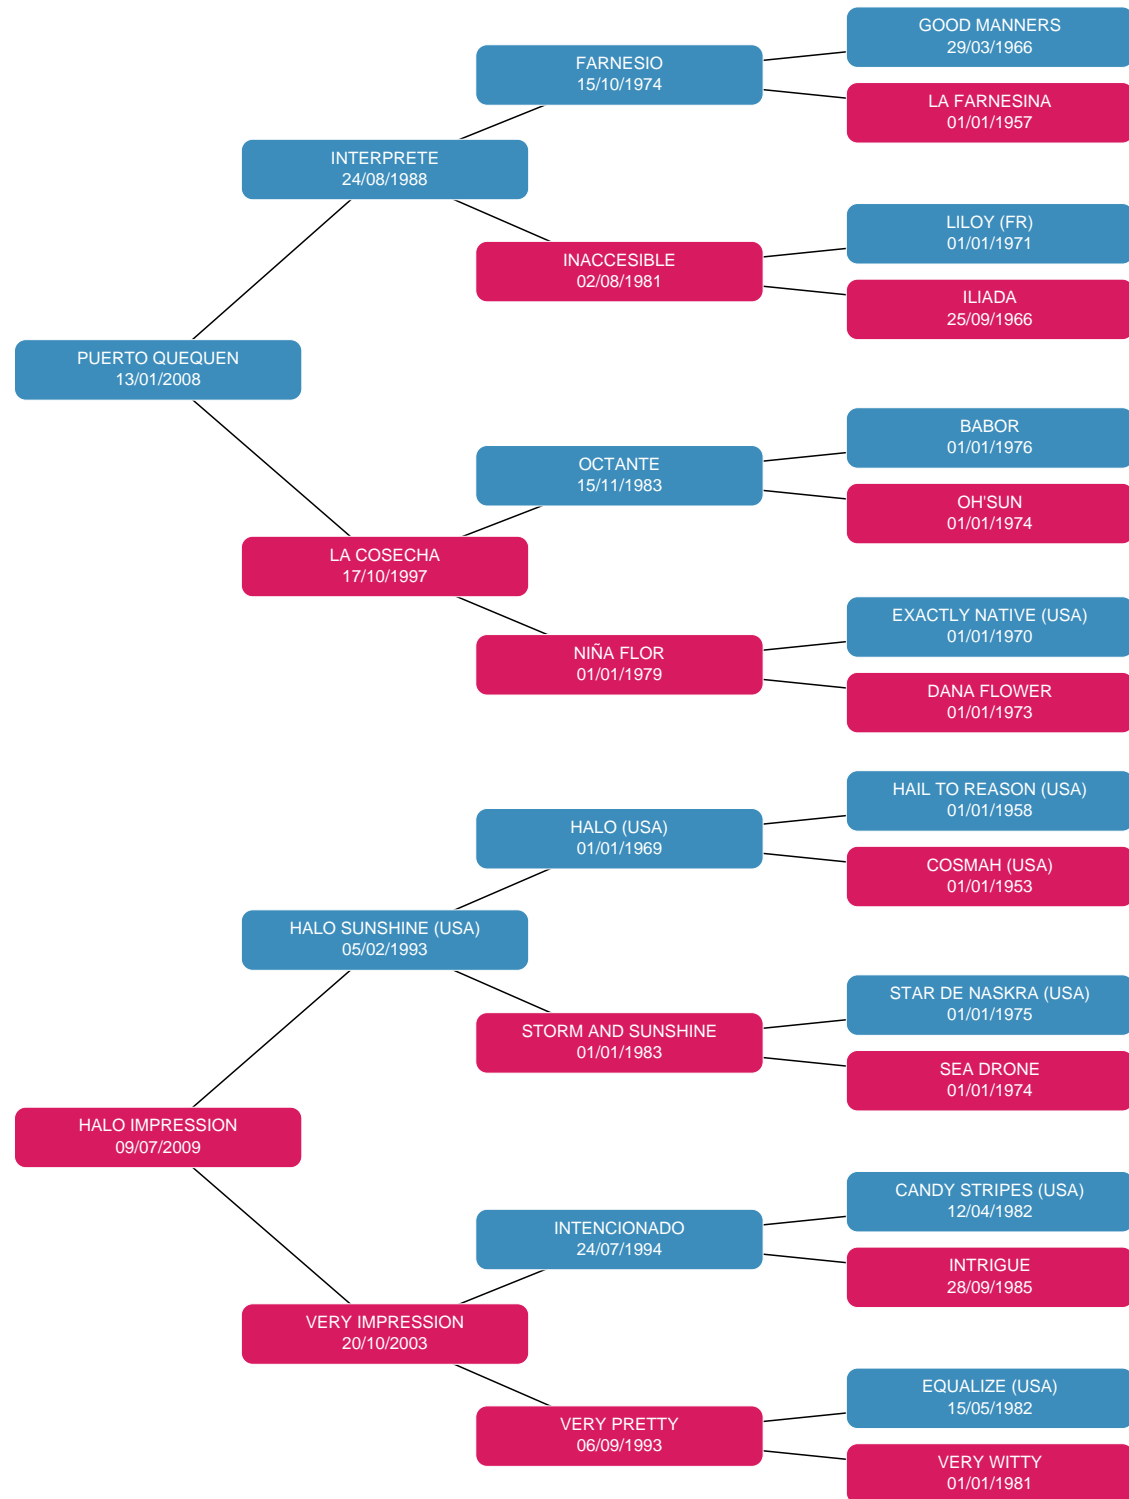 GOOD MANNERS
29/03/1966
FARNESIO
15/10/1974
LA FARNESINA
01/01/1957
INTERPRETE
24/08/1988
LILOY (FR)
01/01/1971
INACCESIBLE
02/08/1981
ILIADA
25/09/1966
PUERTO QUEQUEN
13/01/2008
BABOR
01/01/1976
OCTANTE
15/11/1983
OH'SUN
01/01/1974
LA COSECHA
17/10/1997
EXACTLY NATIVE (USA)
01/01/1970
NIÑA FLOR
01/01/1979
DANA FLOWER
01/01/1973
HAIL TO REASON (USA)
01/01/1958
HALO (USA)
01/01/1969
COSMAH (USA)
01/01/1953
HALO SUNSHINE (USA)
05/02/1993
STAR DE NASKRA (USA)
01/01/1975
STORM AND SUNSHINE
01/01/1983
SEA DRONE
01/01/1974
HALO IMPRESSION
09/07/2009
CANDY STRIPES (USA)
12/04/1982
INTENCIONADO
24/07/1994
INTRIGUE
28/09/1985
VERY IMPRESSION
20/10/2003
EQUALIZE (USA)
15/05/1982
VERY PRETTY
06/09/1993
VERY WITTY
01/01/1981